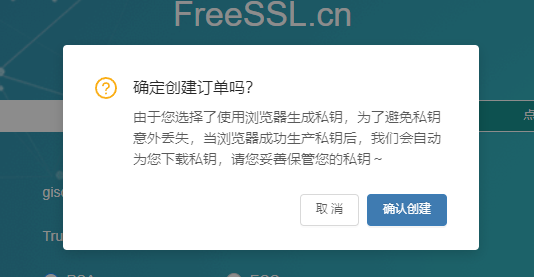 FreeSSL.cn
确定创建订单吗?
由于您选择了使用浏览器生成私钥，为了避免私钥
意外丢失，当浏览器成功生产私钥后，我们会自动
为您下载私钥，请您妥善保管您的私钥～
取 消
确认创建